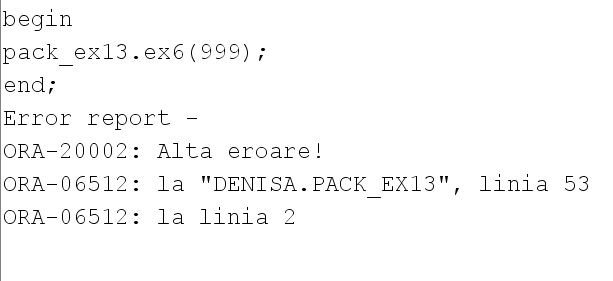 begin
pack_ex13.ex6(999);
end;
Error report -
ORA-20002: Alta eroare!
ORA-06512: la "DENISA.PACK_EX13", linia 53
ORA-06512: la linia 2